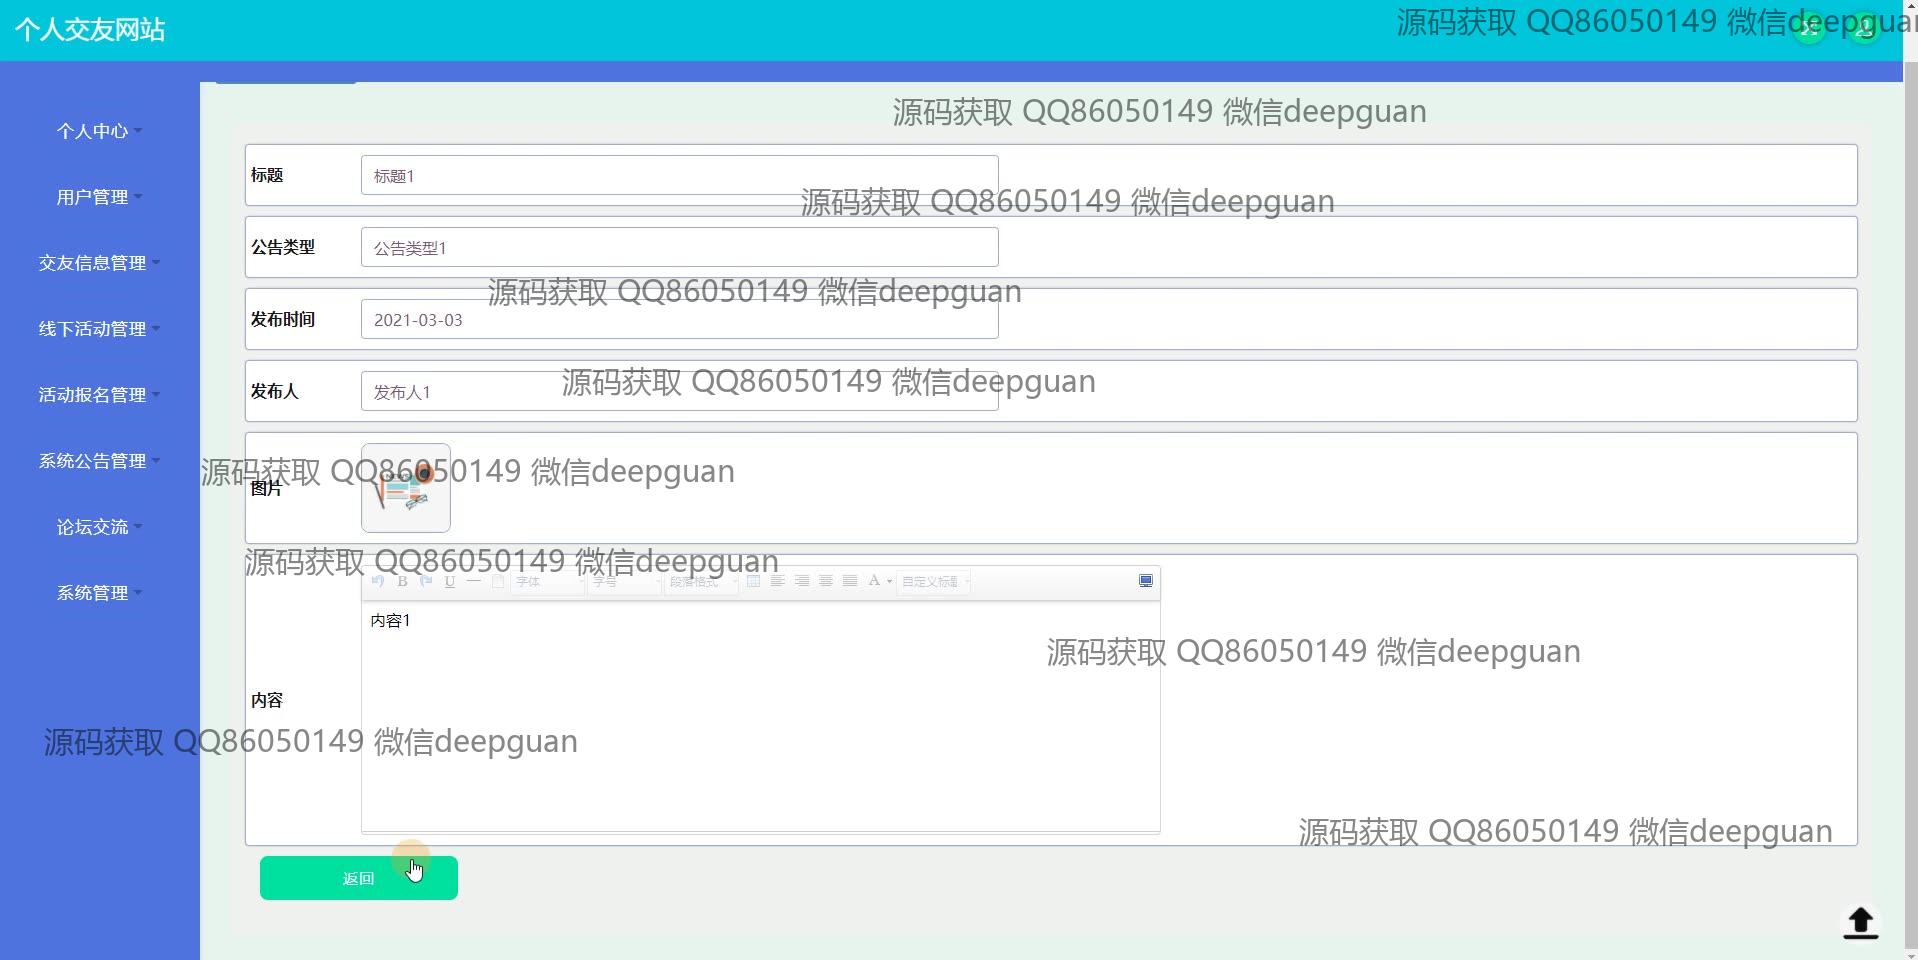 个人交友网站
源码获取 QQ86050149 微信deepguan
源码获取 QQ86050149 微信deepguan
个人中心
标题
标题1
用户管理
源码获取 QQ86050149 微信deepguan
公告类型
公告类型1
交友信息管理
源码获取 QQ86050149 微信deepguan
发布时间
2021-03-03
线下活动管理
源码获取 QQ86050149 微信deepguan
发布人
发布人1
活动报名管理
系统公告管理
源码获取 QQ86050149 微信deepguan
图片
NEWS
论坛交流
源码获取 QQ86050149 微信deepguan
B U 字体 字号 段落格式 A 自定义标题
系统管理
内容1
源码获取 QQ86050149 微信deepguan
内容
源码获取 QQ86050149 微信deepguan
源码获取 QQ86050149 微信deepguan
返回